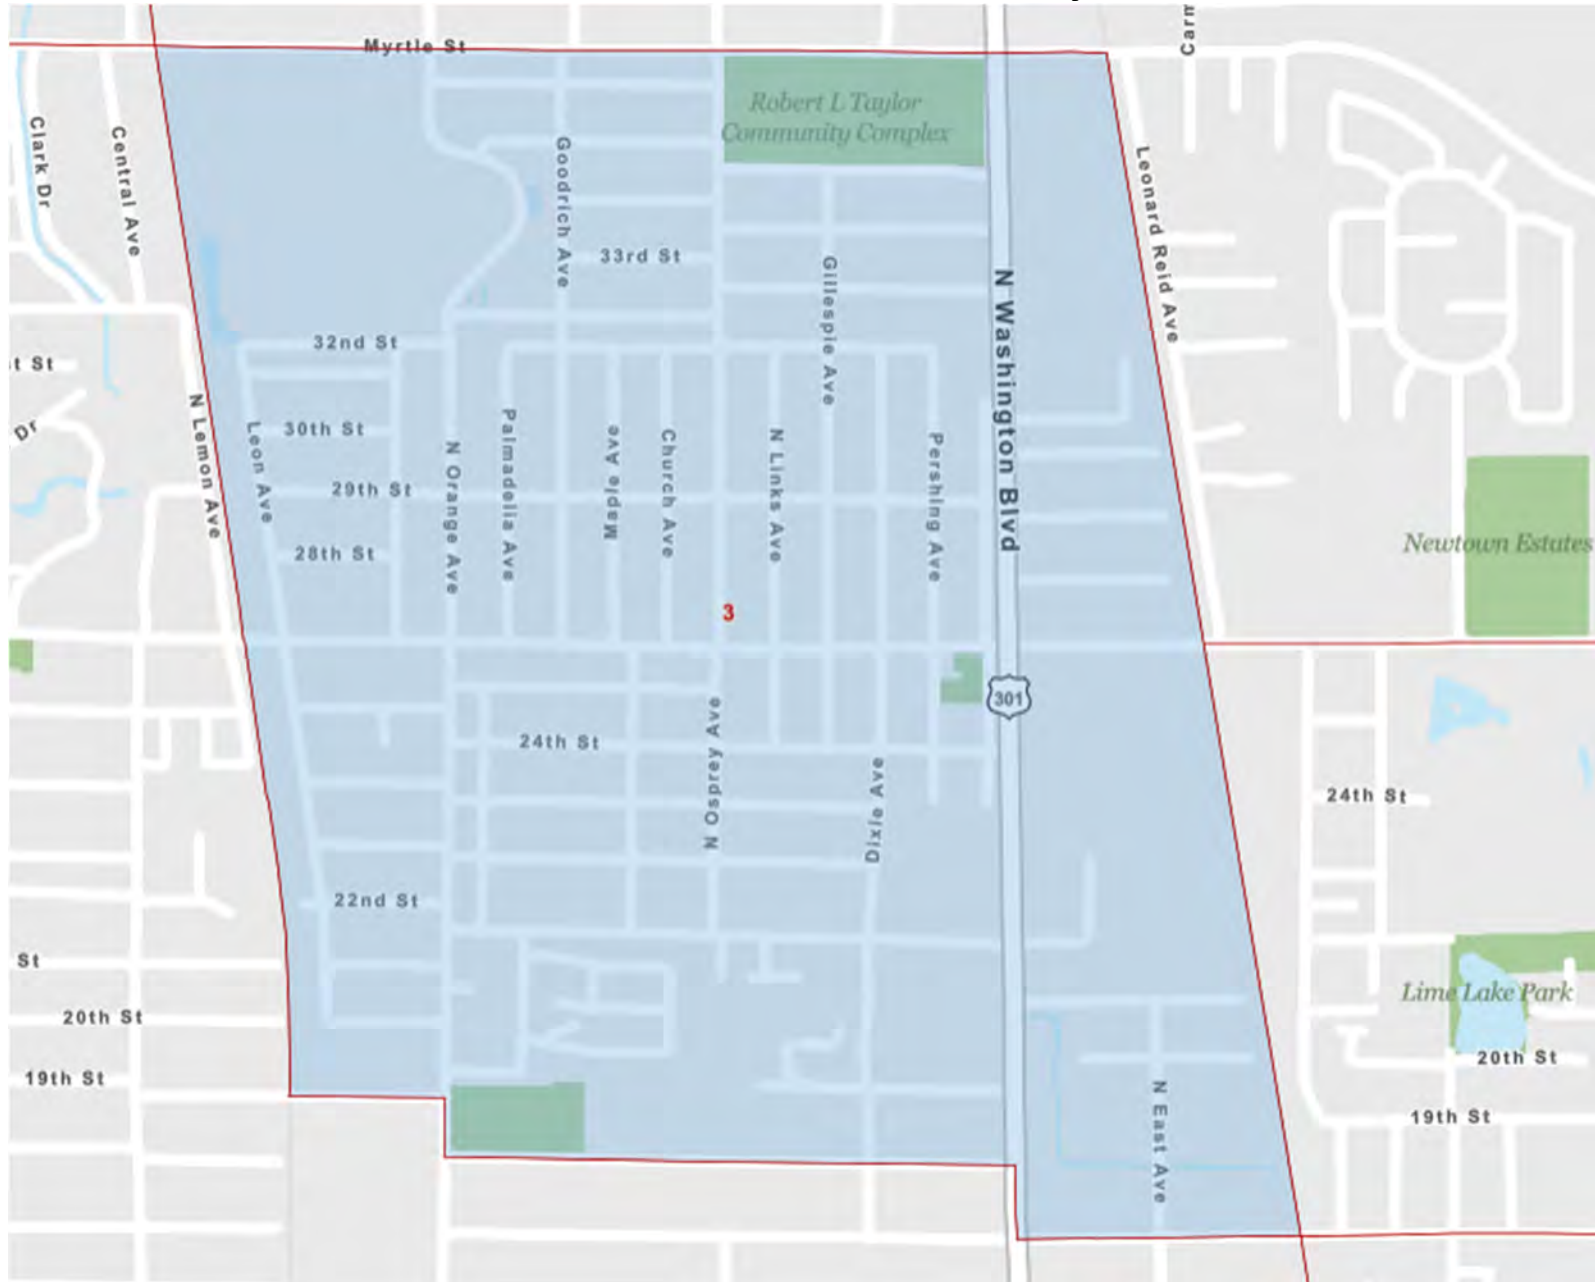 Myrtle St
Carm
Robert L Taylor
Community Complex
Clark Dr
Central Ave
Goodrich Ave
Leonard Reid Ave
33rd St
Gillespie Ave
N Washington Blvd
32nd St
t St
N Lemon Ave
Leon Ave
30th St
Palmadelia Ave
Maple Ave
Church Ave
N Links Ave
Pershing Ave
Dr
N Orange Ave
29th St
28th St
Newtown Estates
3
301
N Osprey Ave
24th St
Dixie Ave
24th St
22nd St
St
Lime Lake Park
20th St
20th St
19th St
N East Ave
19th St